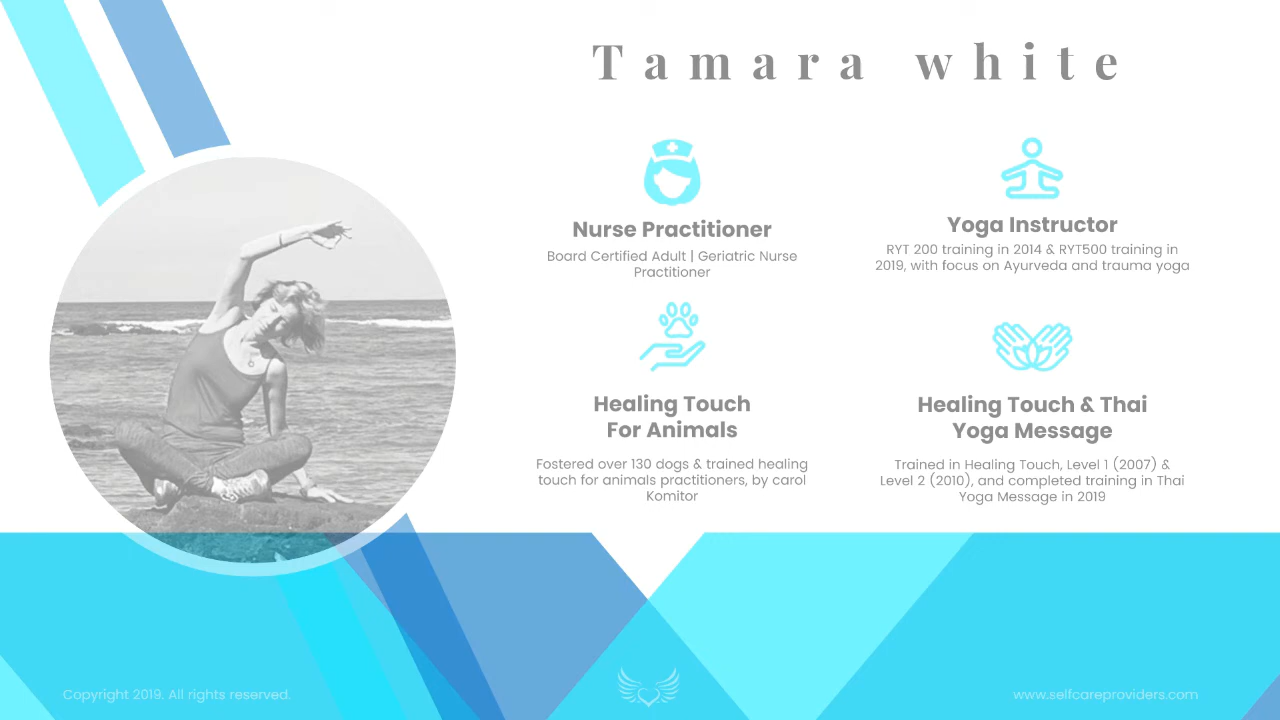 Tamara white
Nurse Practitioner
Board Certified Adult | Geriatric Nurse
Practitioner
Yoga Instructor
RYT 200 training in 2014 & RYT500 training in
2019, with focus on Ayurveda and trauma yoga
Healing Touch
For Animals
Fostered over 130 dogs & trained healing
touch for animals practitioners, by carol
Komitor
Healing Touch & Thai
Yoga Message
Trained in Healing Touch, Level 1 (2007) &
Level 2 (2010), and completed training in Thai
Yoga Message in 2019
Copyright 2019. All rights reserved.
www.selfcareproviders.com